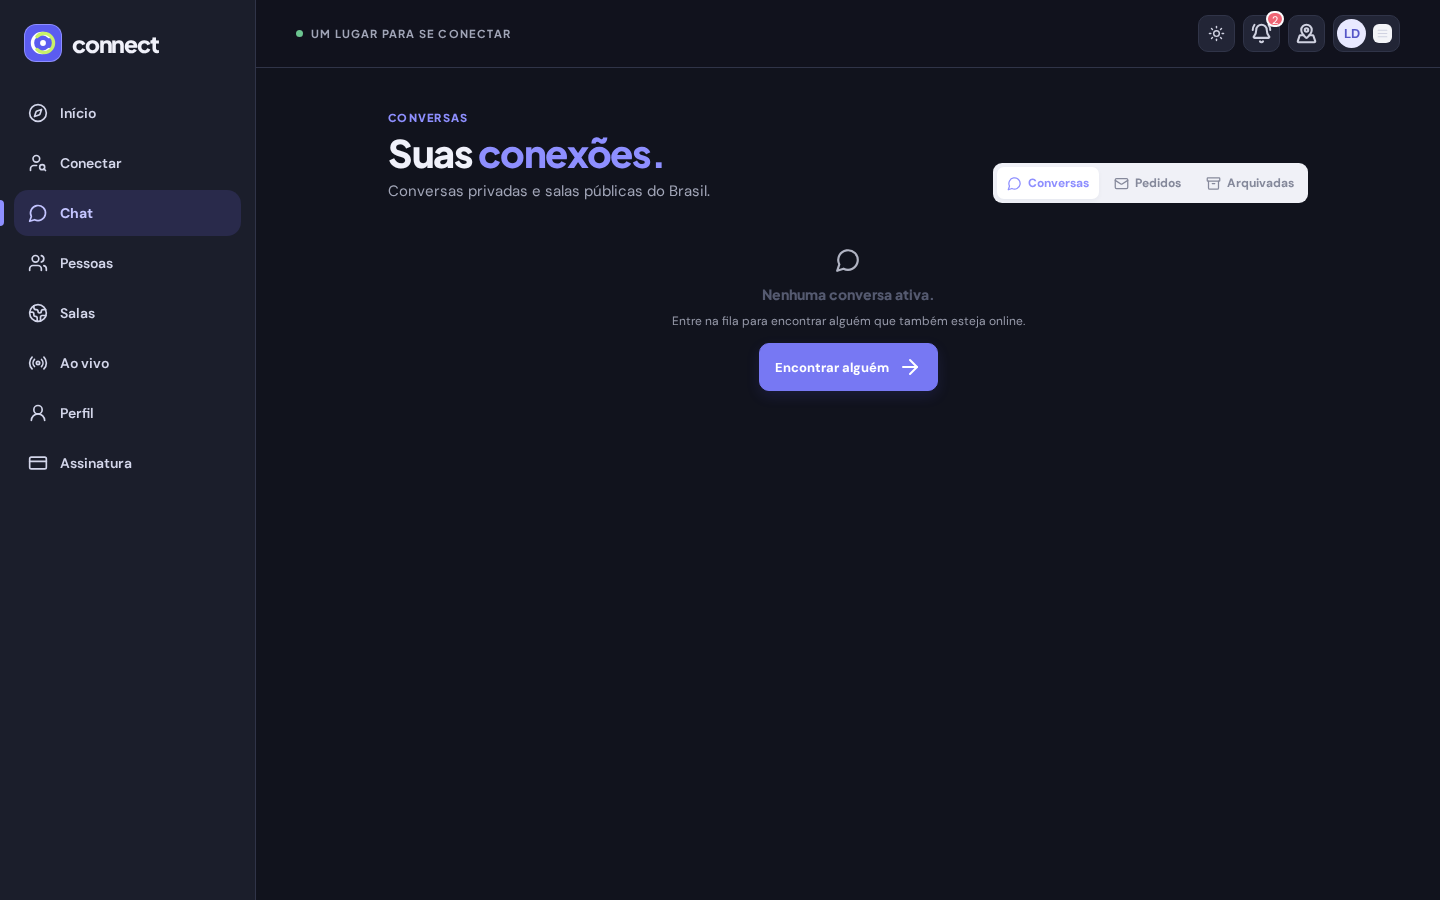 connect
Início
Conectar
Chat
Pessoas
Salas
Ao vivo
Perfil
Assinatura
UM LUGAR PARA SE CONECTAR
2
LD
CONVERSAS
Suas conexões.
Conversas privadas e salas públicas do Brasil.
Conversas
Pedidos
Arquivadas
Nenhuma conversa ativa.
Entre na fila para encontrar alguém que também esteja online.
Encontrar alguém